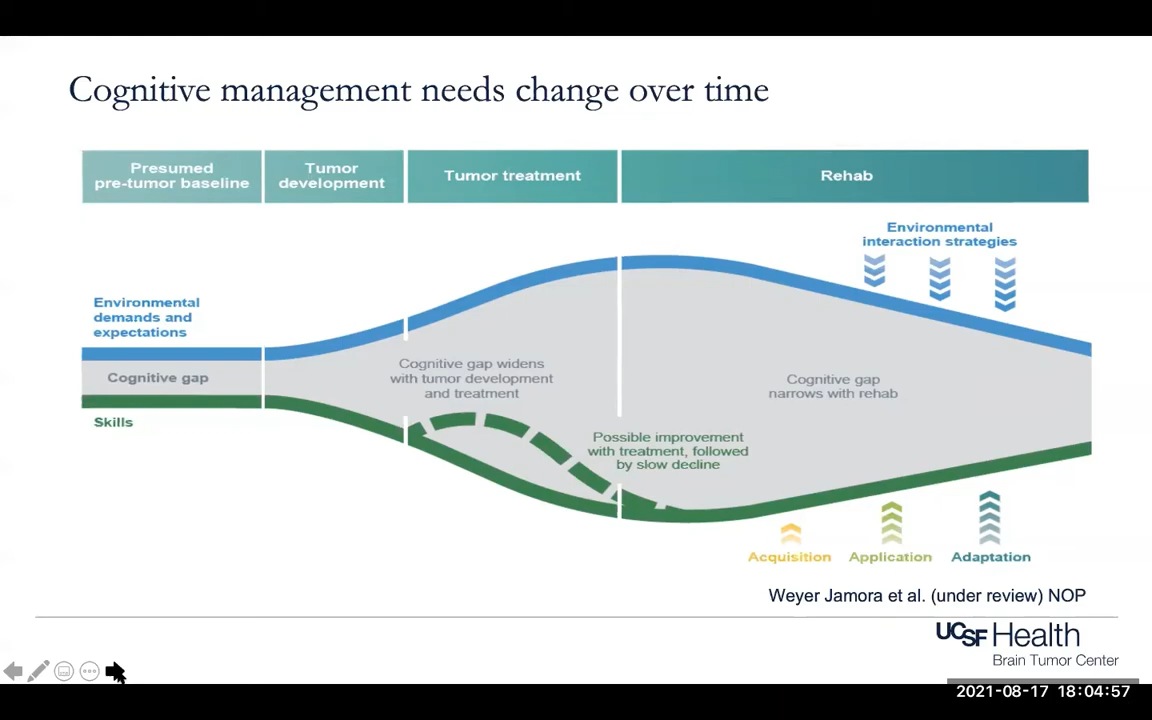 Cognitive management needs change over time
Presumed
pre-tumor baseline
Tumor
development
Tumor treatment
Rehab
Environmental
interaction strategies
Environmental
demands and
expectations
Cognitive gap
Skills
Cognitive gap widens
with tumor development
and treatment
Cognitive gap
narrows with rehab
Possible improvement
with treatment, followed
by slow decline
Acquisition
Application
Adaptation
Weyer Jamora et al. (under review) NOP
UCSF Health
Brain Tumor Center
2021-08-17 18:04:57